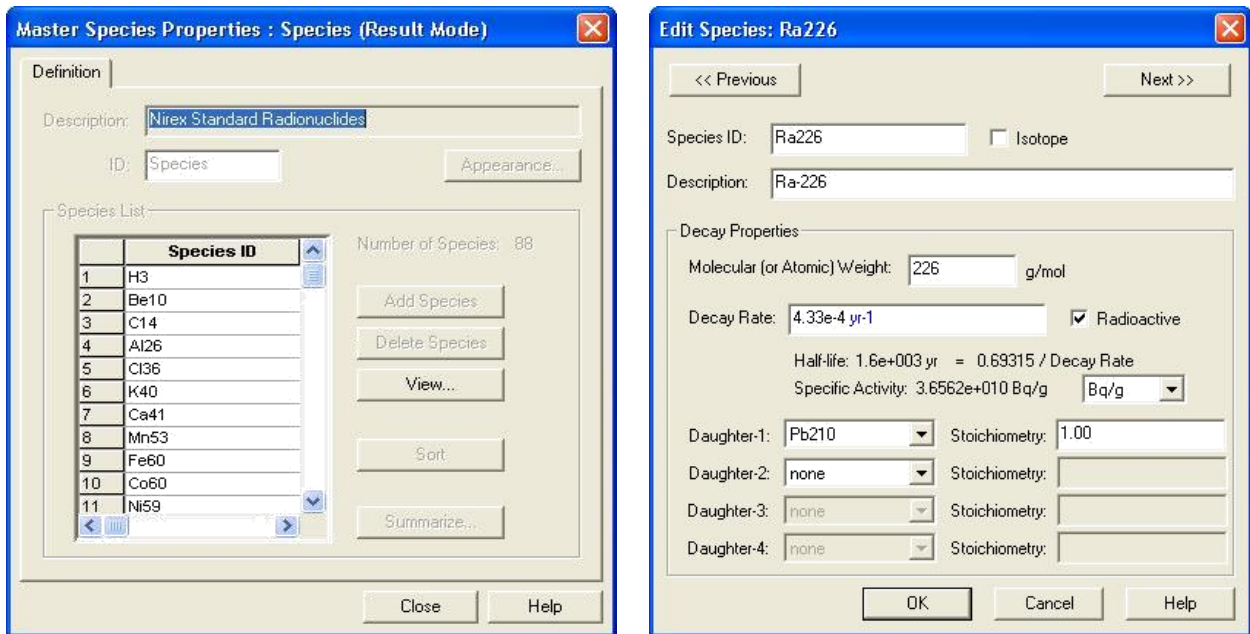 Master Species Properties : Species (Result Mode)
Definition
Description: Nirex Standard Radionuclides
ID: Species Appearance...
Species List
Species ID Number of Species: 88
1 H3
2 Be10
3 C14
4 Al26
5 Cl36
6 K40
7 Ca41
8 Mn53
9 Fe60
10 Co60
11 Ni59
Add Species
Delete Species
View...
Sort
Summarize...
Close Help
Edit Species: Ra226
<< Previous Next >>
Species ID: Ra226 Isotope
Description: Ra-226
Decay Properties
Molecular (or Atomic) Weight: 226 g/mol
Decay Rate: 4.33e-4 yr-1 Radioactive
Half-life: 1.6e+003 yr = 0.69315 / Decay Rate
Specific Activity: 3.6562e+010 Bq/g Bq/g
Daughter-1: Pb210 Stoichiometry: 1.00
Daughter-2: none Stoichiometry:
Daughter-3: none Stoichiometry:
Daughter-4: none Stoichiometry:
OK Cancel Help